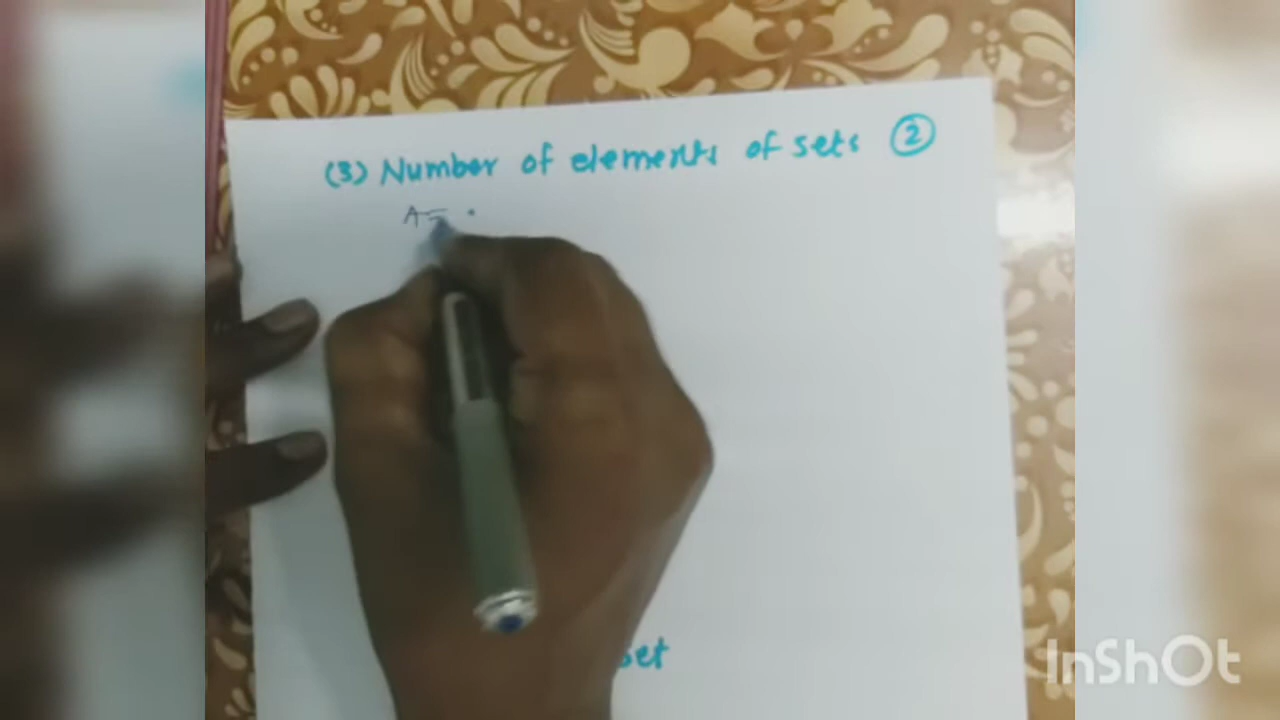 (3) Number of elements of sets ②
A=
set
InShOt